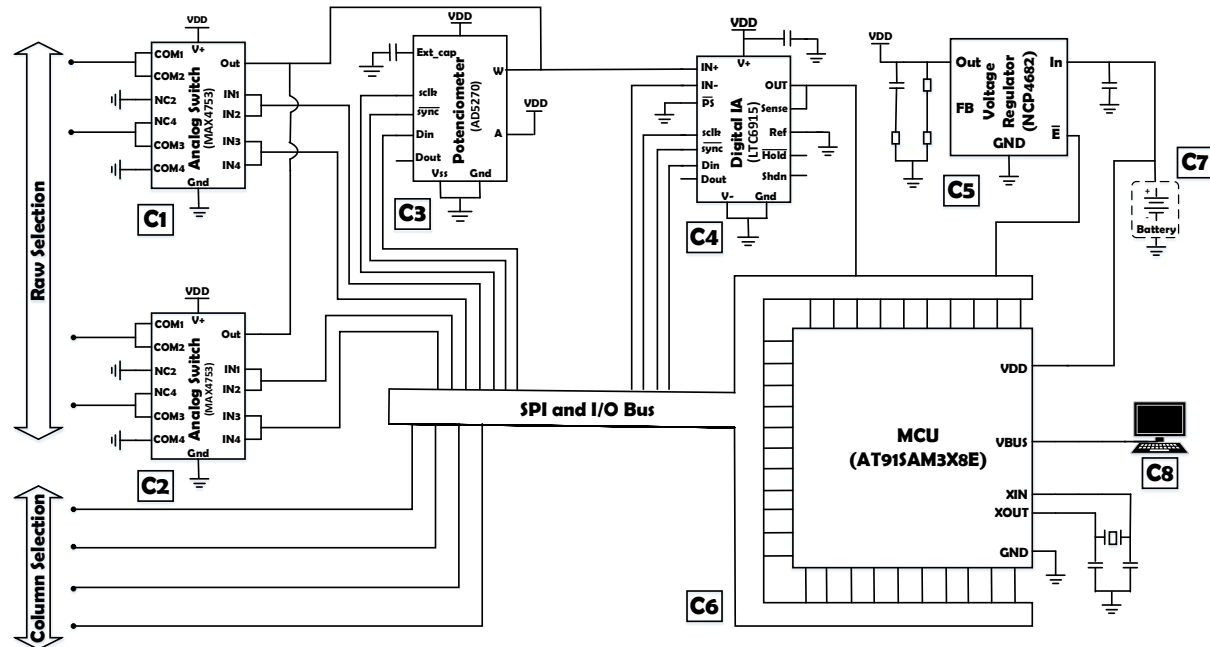 Raw Selection
Column Selection
VDD
V+
COM1
COM2
NC2
NC4
COM3
COM4
Out
IN1
IN2
IN3
IN4
Gnd
Analog Switch
(MAX4753)
C1
VDD
V+
COM1
COM2
NC2
NC4
COM3
COM4
Out
IN1
IN2
IN3
IN4
Gnd
Analog Switch
(MAX4753)
C2
VDD
Ext_cap
sclk
sync
Din
Dout
Vss
Gnd
W
A
VDD
Potenciometer
(AD5270)
C3
VDD
V+
IN+
IN-
PS
sclk
sync
Din
Dout
V-
Gnd
OUT
Sense
Ref
Hold
Shdn
Digital IA
(LTC6915)
C4
VDD
Out
FB
In
E
GND
Voltage
Regulator
(NCP4682)
C5
C7
+
-
Battery
SPI and I/O Bus
MCU
(AT91SAM3X8E)
VDD
VBUS
XIN
XOUT
GND
C6
C8